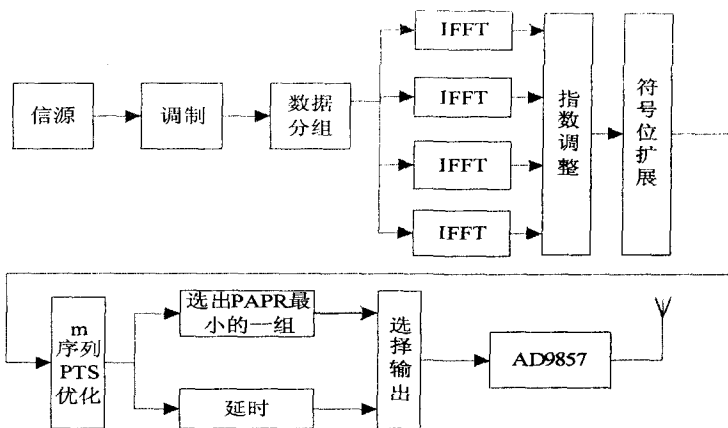 信源
调制
数据
分组
IFFT
IFFT
IFFT
IFFT
指数调整
符号位扩展
m
序列
PTS
优化
选出PAPR最
小的一组
延时
选择输出
AD9857